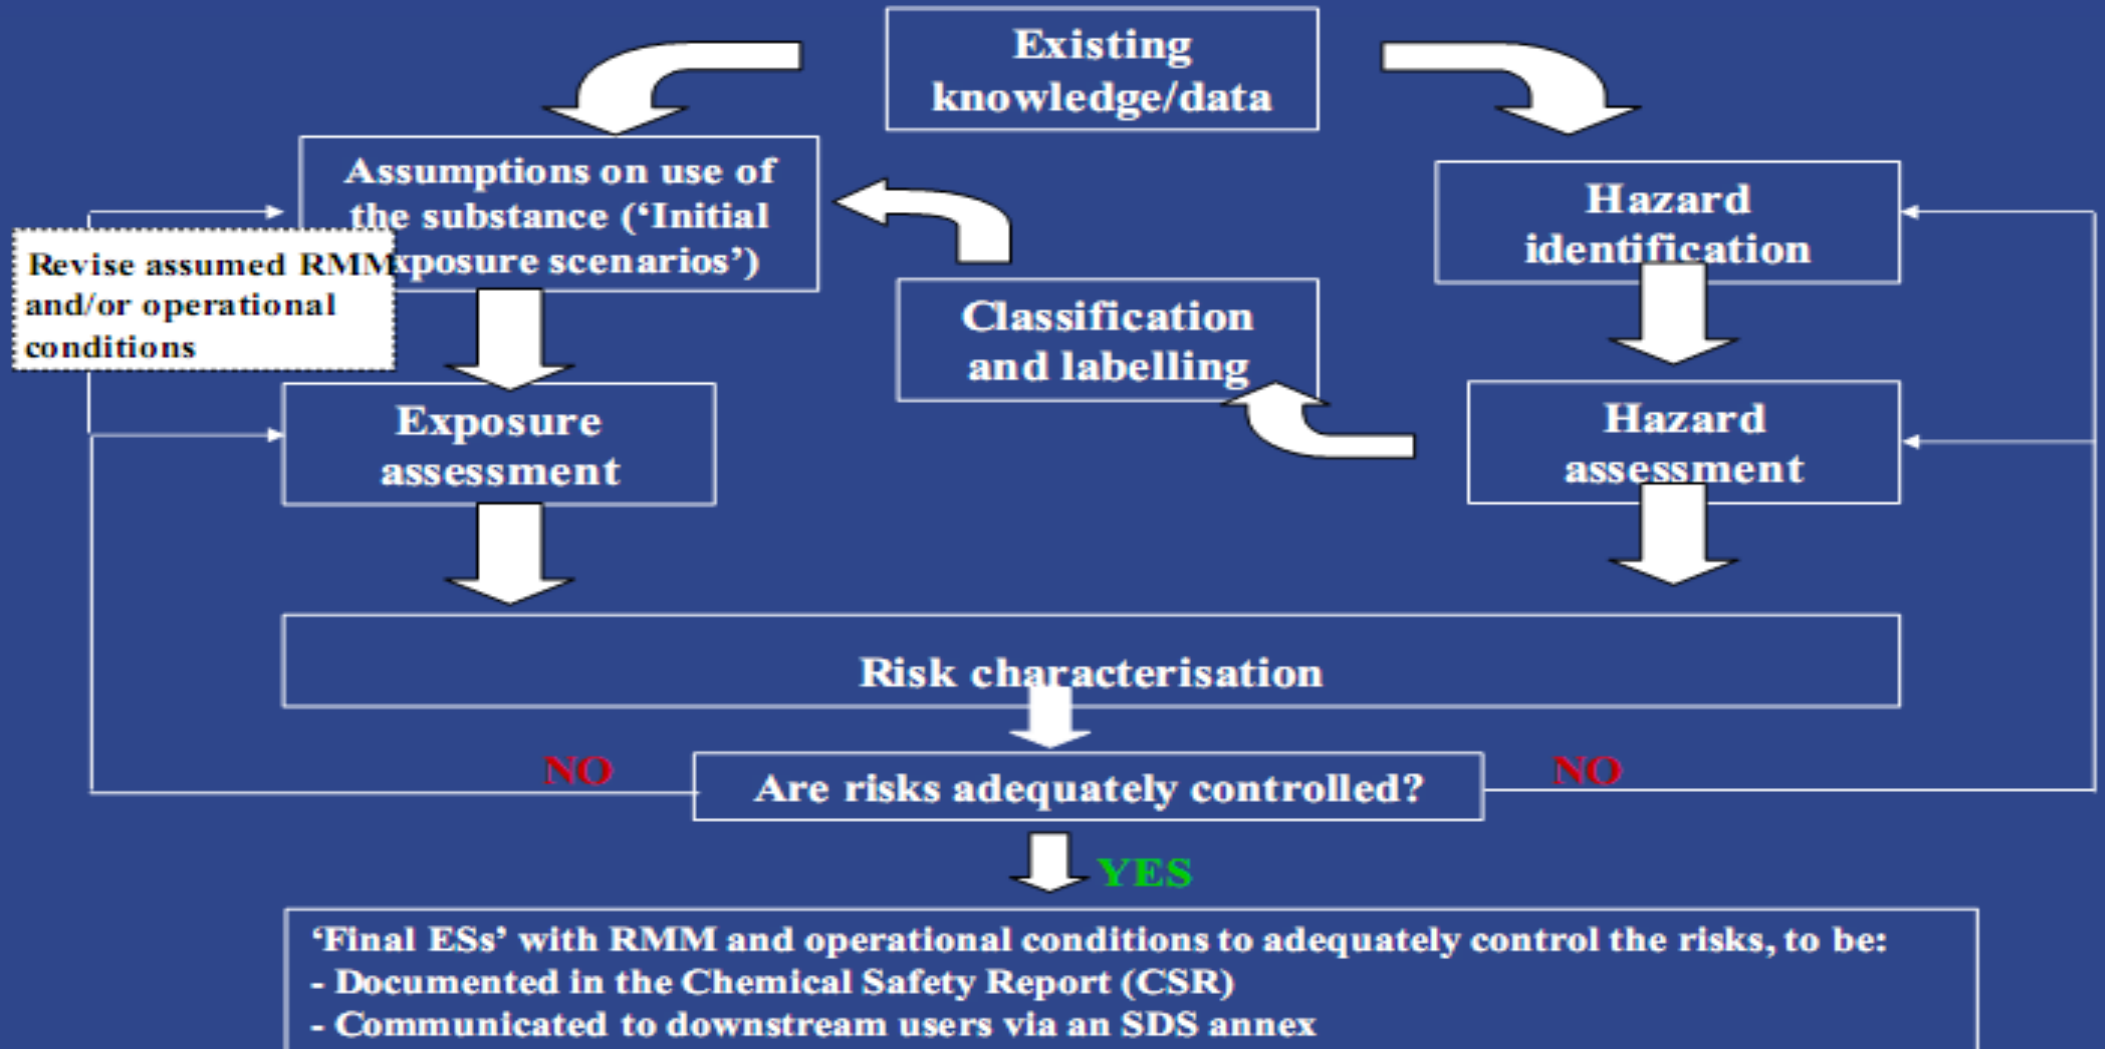 Existing
knowledge/data
Assumptions on use of
the substance (‘Initial
xposure scenarios’)
Revise assumed RMM
and/or operational
conditions
Hazard
identification
Classification
and labelling
Exposure
assessment
Hazard
assessment
Risk characterisation
NO
Are risks adequately controlled?
NO
YES
‘Final ESs’ with RMM and operational conditions to adequately control the risks, to be:
- Documented in the Chemical Safety Report (CSR)
- Communicated to downstream users via an SDS annex